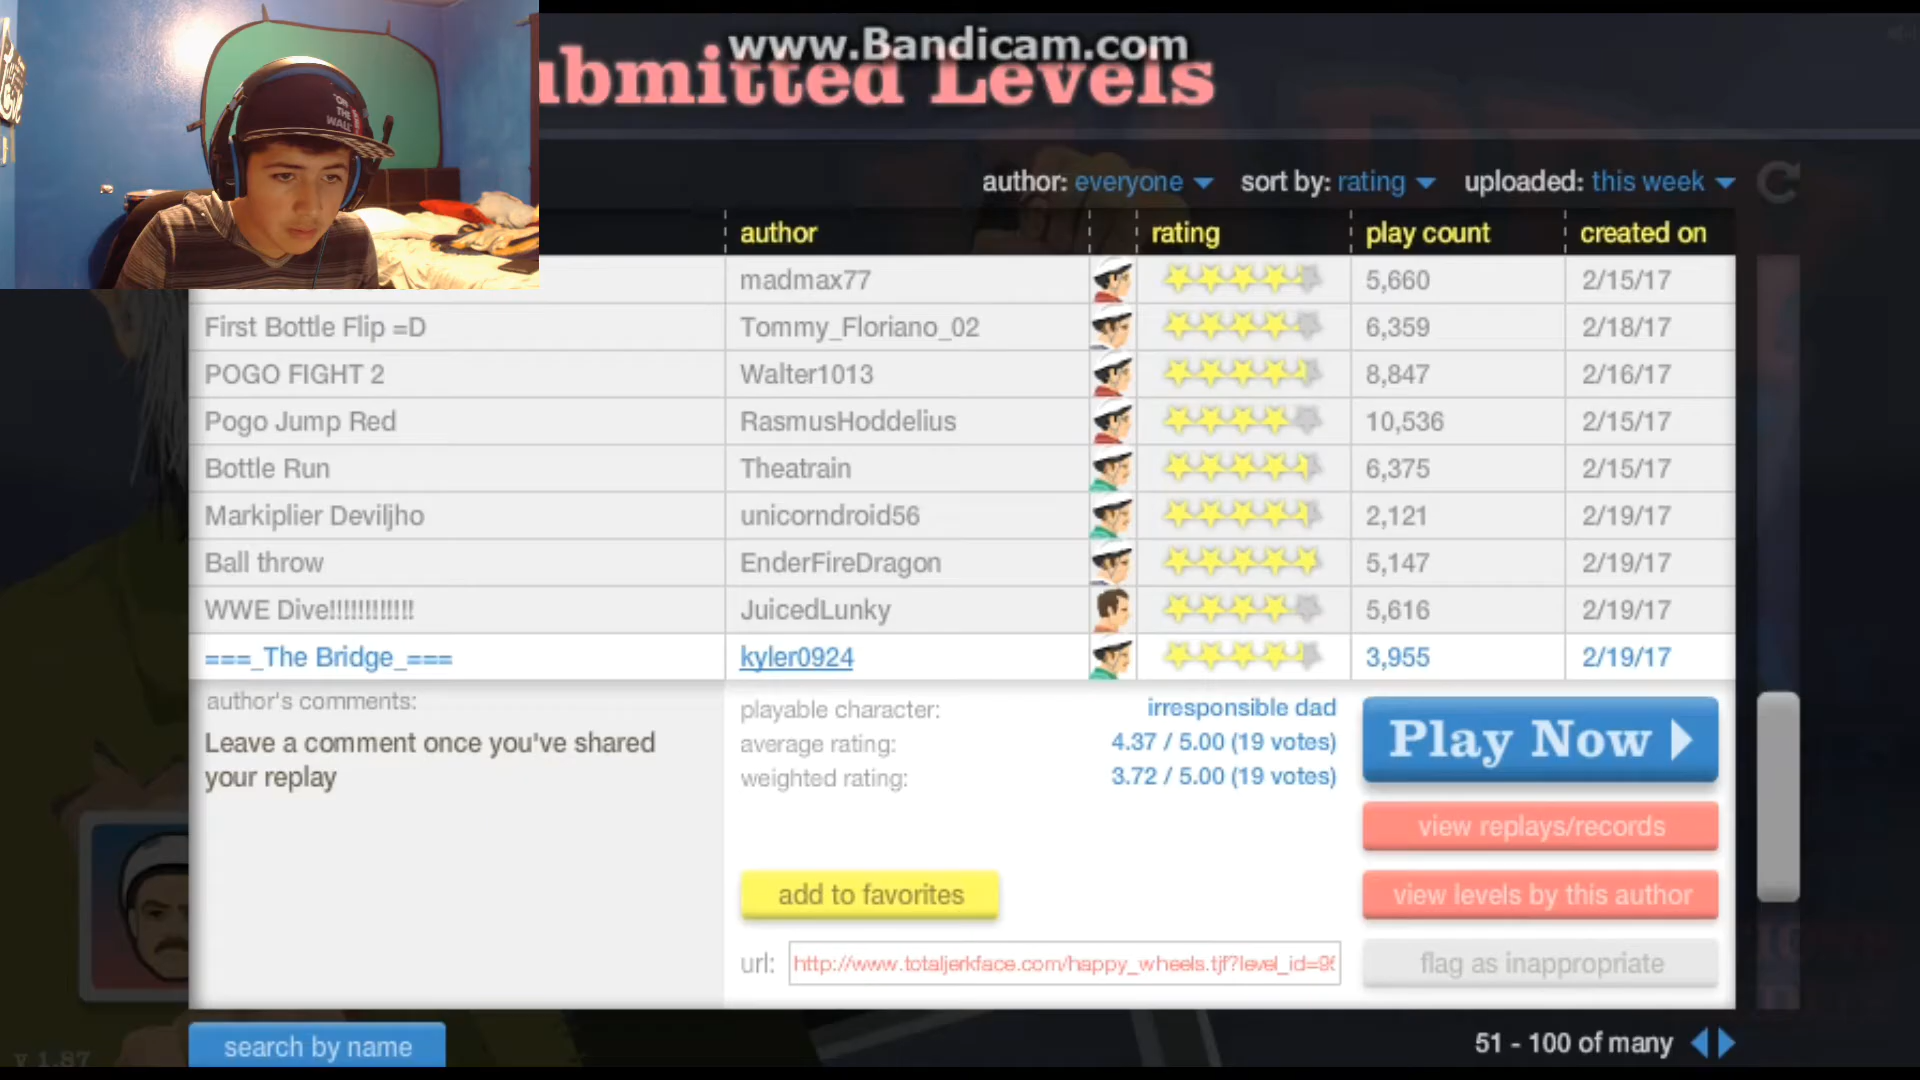 www.Bandicam.com
ubmitted Levels
"ON
THE
WALL"
author: everyone sort by: rating uploaded: this week
author rating play count created on
madmax77 5,660 2/15/17
First Bottle Flip =D Tommy_Floriano_02 6,359 2/18/17
POGO FIGHT 2 Walter1013 8,847 2/16/17
Pogo Jump Red RasmusHoddelius 10,536 2/15/17
Bottle Run Theatrain 6,375 2/15/17
Markiplier Deviljho unicorndroid56 2,121 2/19/17
Ball throw EnderFireDragon 5,147 2/19/17
WWE Dive!!!!!!!!!!!! JuicedLunky 5,616 2/19/17
===_The Bridge_=== kyler0924 3,955 2/19/17
author's comments:
Leave a comment once you've shared
your replay
playable character: irresponsible dad
average rating: 4.37 / 5.00 (19 votes)
weighted rating: 3.72 / 5.00 (19 votes)
Play Now
view replays/records
add to favorites
view levels by this author
url: http://www.totaljerkface.com/happy_wheels.tjf?level_id=9
flag as inappropriate
search by name
51 - 100 of many
v 1.87